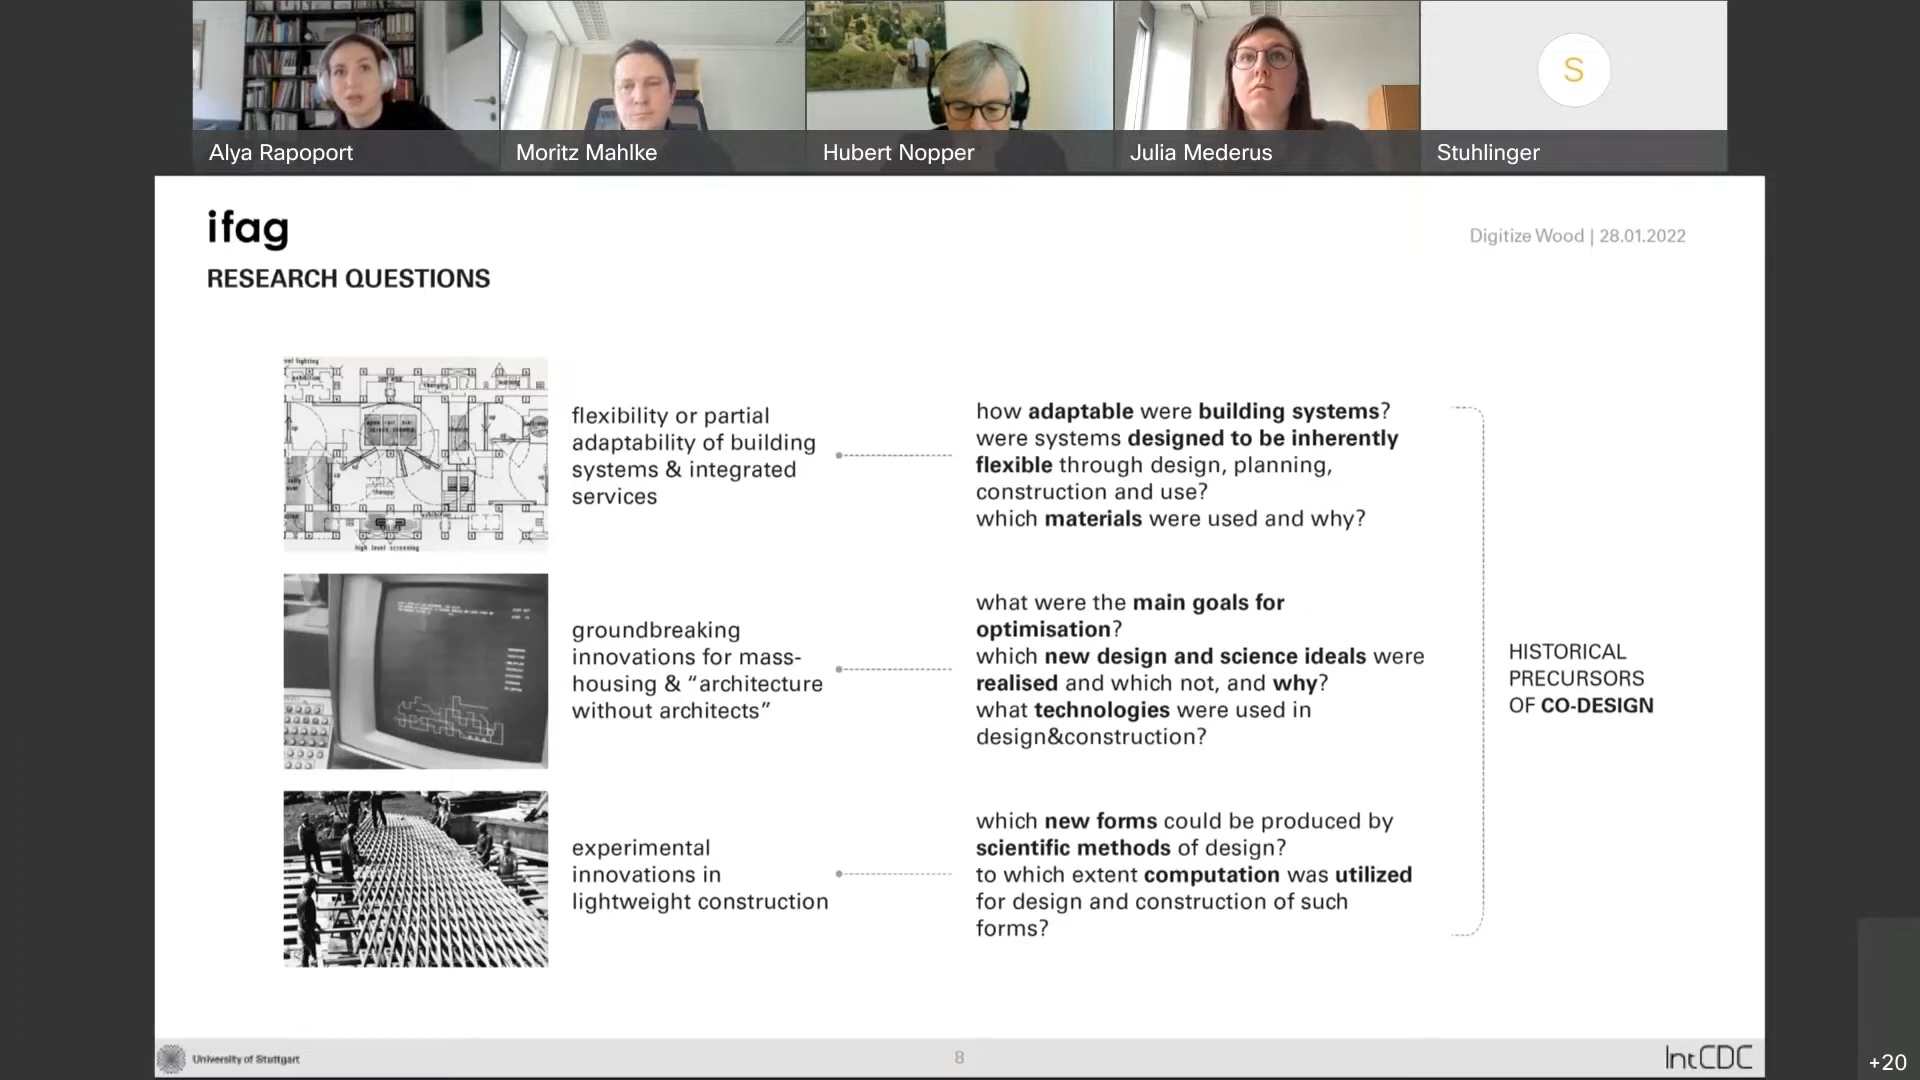 Alya Rapoport
Moritz Mahlke
Hubert Nopper
Julia Mederus
S
Stuhlinger
ifag
Digitize Wood | 28.01.2022
RESEARCH QUESTIONS
exhibition
therapy
exhibition
high level screening
flexibility or partial
adaptability of building
systems & integrated
services
how adaptable were building systems?
were systems designed to be inherently
flexible through design, planning,
construction and use?
which materials were used and why?
groundbreaking
innovations for mass-
housing & “architecture
without architects”
what were the main goals for
optimisation?
which new design and science ideals were
realised and which not, and why?
what technologies were used in
design&construction?
experimental
innovations in
lightweight construction
which new forms could be produced by
scientific methods of design?
to which extent computation was utilized
for design and construction of such
forms?
HISTORICAL
PRECURSORS
OF CO-DESIGN
University of Stuttgart
8
IntCDC
+20